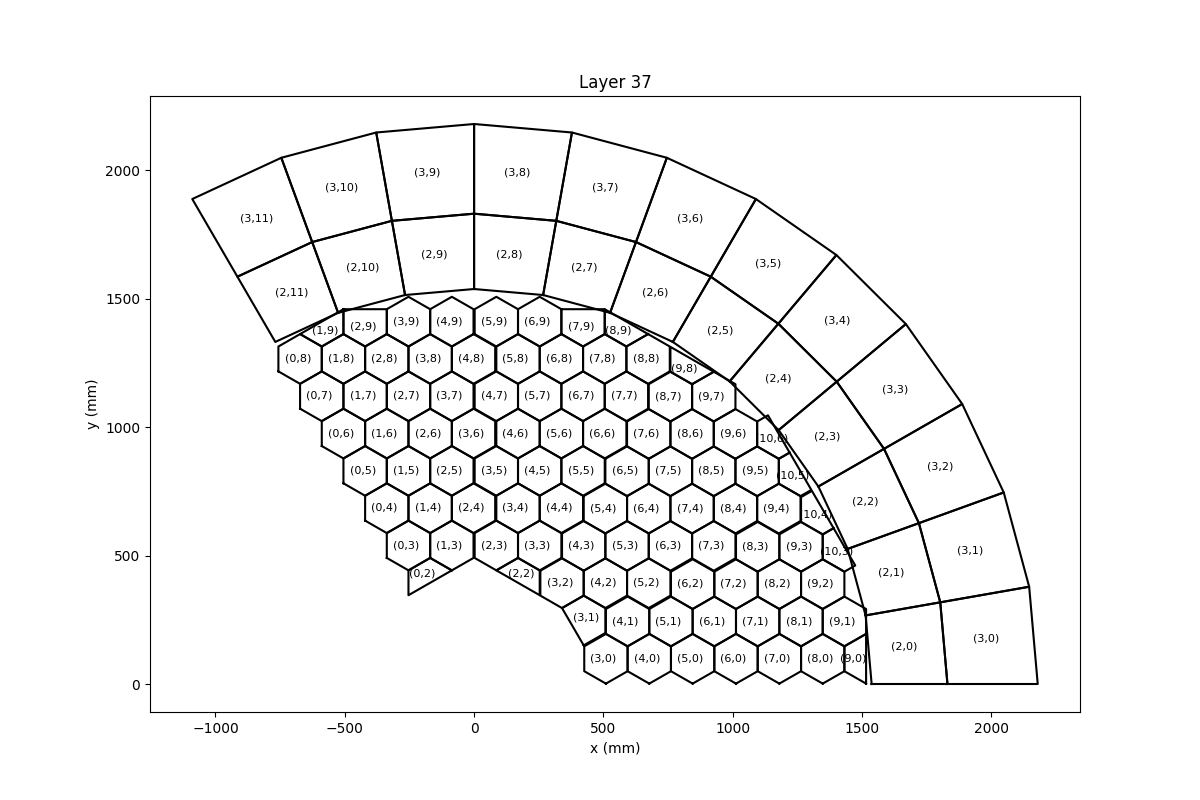 Layer 37
y (mm)
2000
1500
1000
500
0
(3,11) (3,10) (3,9) (3,8) (3,7) (3,6) (3,5) (3,4) (3,3) (3,2) (3,1) (3,0)
(2,11) (2,10) (2,9) (2,8) (2,7) (2,6) (2,5) (2,4) (2,3) (2,2) (2,1) (2,0)
(1,9) (2,9) (3,9) (4,9) (5,9) (6,9) (7,9) (8,9)
(0,8) (1,8) (2,8) (3,8) (4,8) (5,8) (6,8) (7,8) (8,8) (9,8)
(0,7) (1,7) (2,7) (3,7) (4,7) (5,7) (6,7) (7,7) (8,7) (9,7)
(0,6) (1,6) (2,6) (3,6) (4,6) (5,6) (6,6) (7,6) (8,6) (9,6) (10,6)
(0,5) (1,5) (2,5) (3,5) (4,5) (5,5) (6,5) (7,5) (8,5) (9,5) (10,5)
(0,4) (1,4) (2,4) (3,4) (4,4) (5,4) (6,4) (7,4) (8,4) (9,4) (10,4)
(0,3) (1,3) (2,3) (3,3) (4,3) (5,3) (6,3) (7,3) (8,3) (9,3) (10,3)
(0,2) (2,2) (3,2) (4,2) (5,2) (6,2) (7,2) (8,2) (9,2)
(3,1) (4,1) (5,1) (6,1) (7,1) (8,1) (9,1)
(3,0) (4,0) (5,0) (6,0) (7,0) (8,0) (9,0)
−1000 −500 0 500 1000 1500 2000
x (mm)